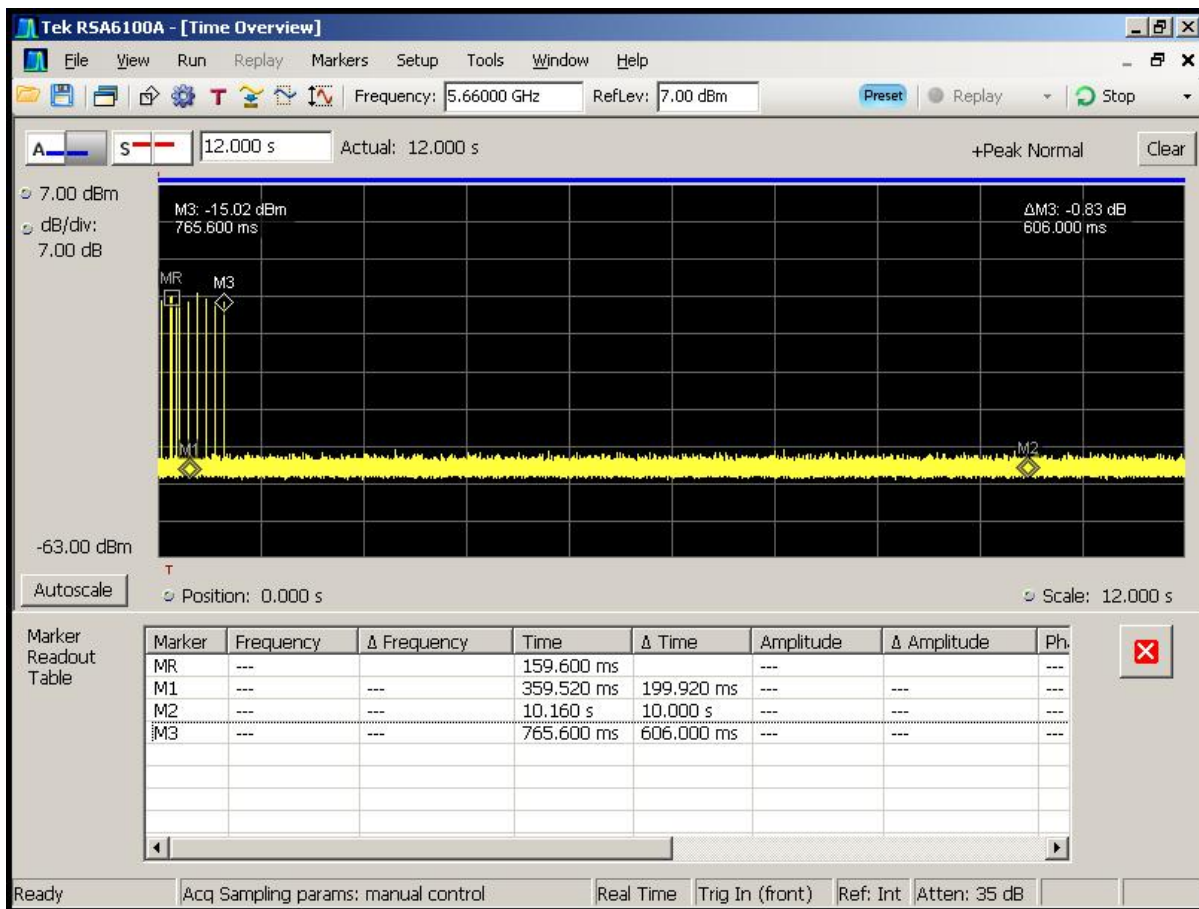 Tek RSA6100A - [Time Overview]
File View Run Replay Markers Setup Tools Window Help
T Frequency: 5.66000 GHz RefLev: 7.00 dBm Preset Replay Stop
A S 12.000 s Actual: 12.000 s +Peak Normal Clear
7.00 dBm
dB/div:
7.00 dB
M3: -15.02 dBm
765.600 ms
ΔM3: -0.83 dB
606.000 ms
MR M3
M1 M2
-63.00 dBm
T
Autoscale Position: 0.000 s Scale: 12.000 s
Marker
Readout
Table
Marker Frequency Δ Frequency Time Δ Time Amplitude Δ Amplitude Ph
MR --- 159.600 ms --- ---
M1 --- --- 359.520 ms 199.920 ms --- --- ---
M2 --- --- 10.160 s 10.000 s --- --- ---
M3 --- --- 765.600 ms 606.000 ms --- --- ---
Ready Acq Sampling params: manual control Real Time Trig In (front) Ref: Int Atten: 35 dB